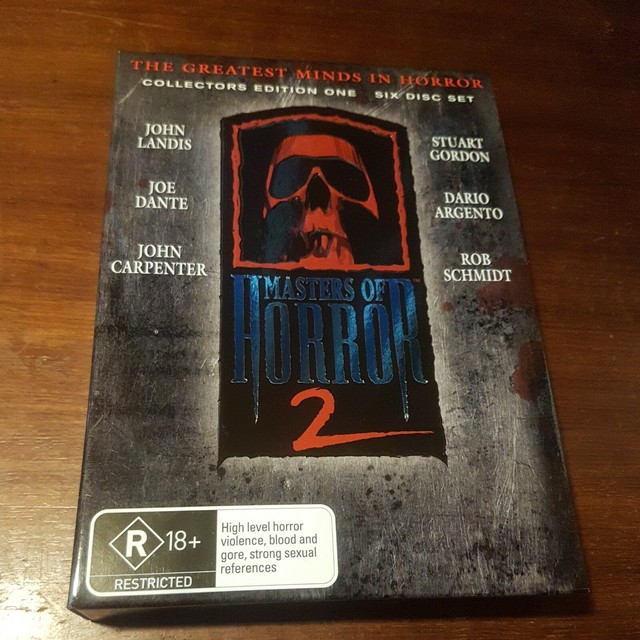 THE GREATEST MINDS IN HORROR
COLLECTORS EDITION ONE SIX DISC SET
JOHN
LANDIS
JOE
DANTE
JOHN
CARPENTER
STUART
GORDON
DARIO
ARGENTO
ROB
SCHMIDT
MASTERS OF
HORROR
2
R 18+
RESTRICTED
High level horror
violence, blood and
gore, strong sexual
references